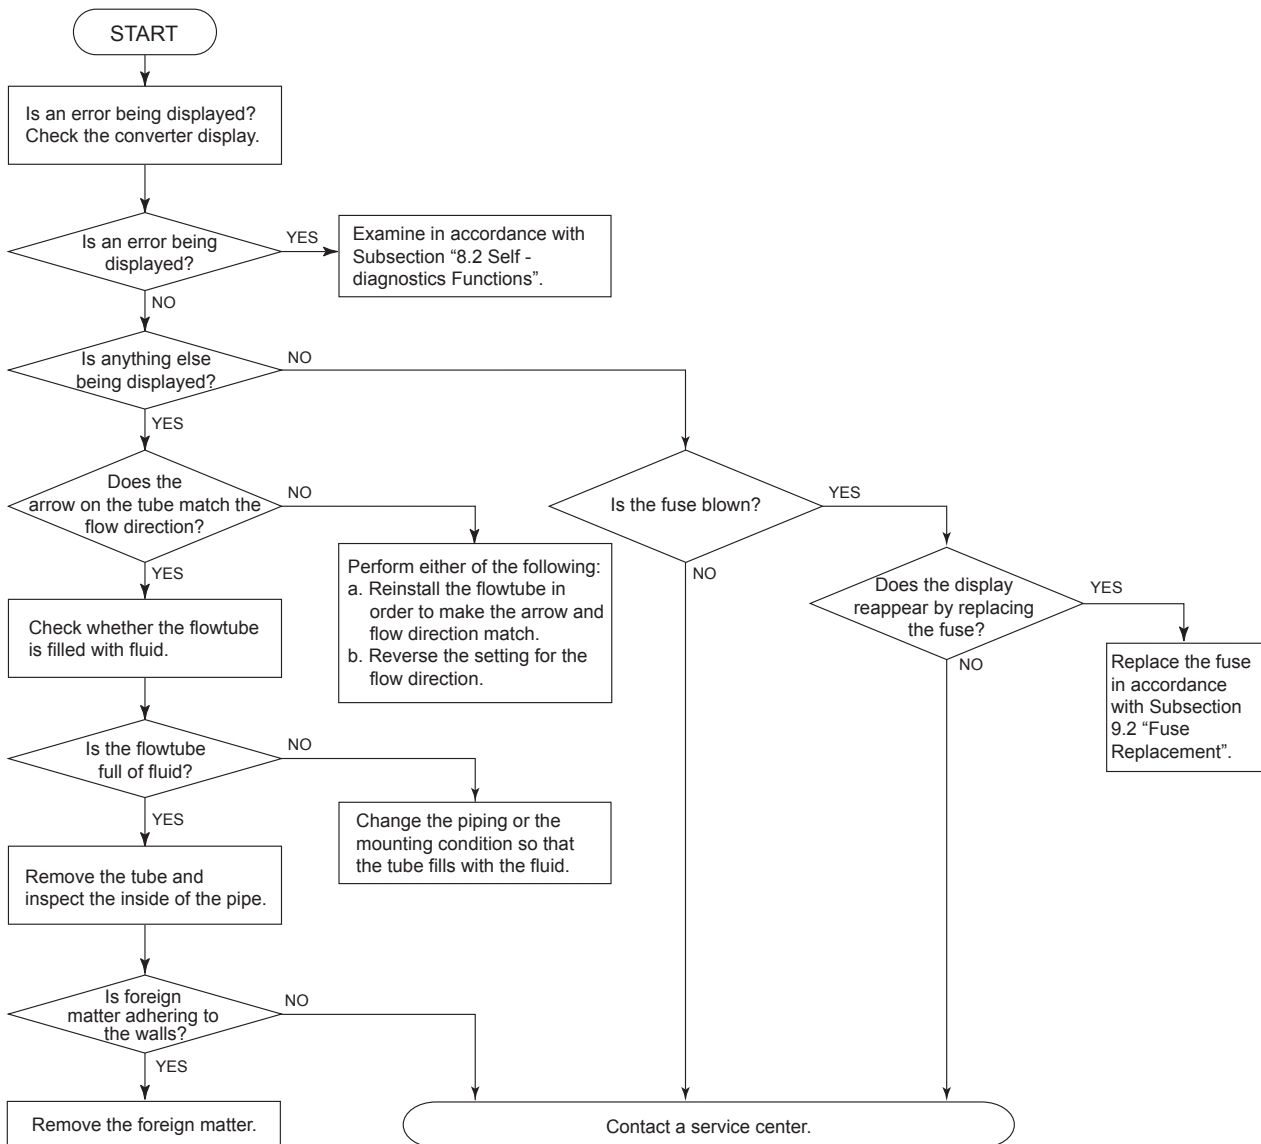 START
Is an error being displayed?
Check the converter display.
Is an error being
displayed?
YES
Examine in accordance with
Subsection “8.2 Self -
diagnostics Functions”.
NO
Is anything else
being displayed?
NO
YES
Does the
arrow on the tube match the
flow direction?
NO
Is the fuse blown?
YES
YES
Perform either of the following:
a. Reinstall the flowtube in
order to make the arrow and
flow direction match.
b. Reverse the setting for the
flow direction.
NO
Does the display
reappear by replacing
the fuse?
YES
NO
Replace the fuse
in accordance
with Subsection
9.2 “Fuse
Replacement”.
Check whether the flowtube
is filled with fluid.
Is the flowtube
full of fluid?
NO
YES
Change the piping or the
mounting condition so that
the tube fills with the fluid.
Remove the tube and
inspect the inside of the pipe.
Is foreign
matter adhering to
the walls?
NO
YES
Remove the foreign matter.
Contact a service center.